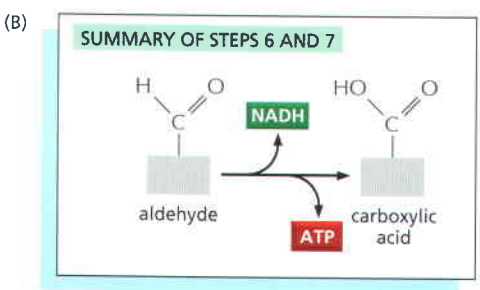 (B)
SUMMARY OF STEPS 6 AND 7
H O
C
aldehyde
NADH
ATP
HO O
C
carboxylic
acid